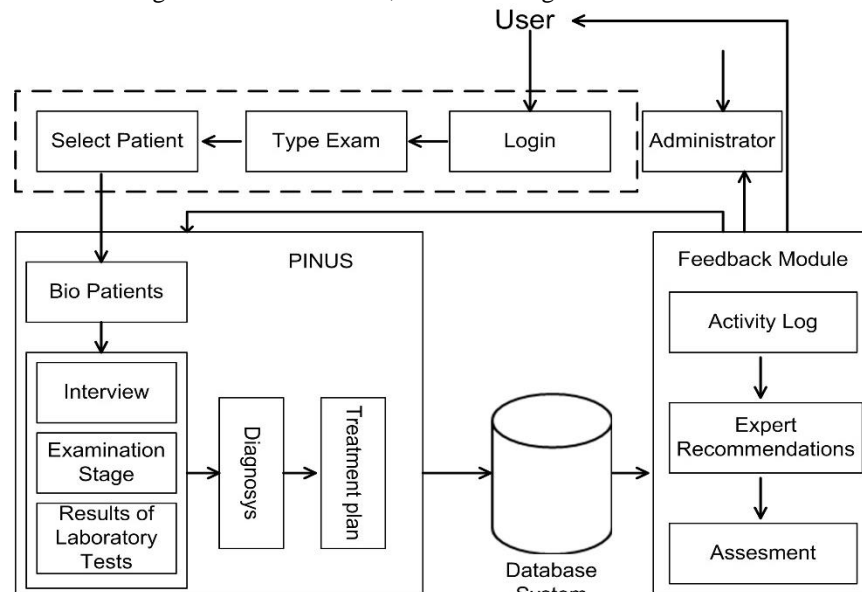 User
Select Patient
Type Exam
Login
Administrator
PINUS
Feedback Module
Bio Patients
Activity Log
Interview
Examination
Stage
Results of
Laboratory
Tests
Diagnosys
Treatment plan
Expert
Recommendations
Assesment
Database
System